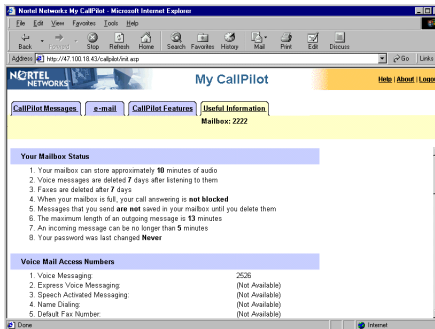 Nortel Networks My CallPilot - Microsoft Internet Explorer
File Edit View Favorites Tools Help
Back Forward Stop Refresh Home Search Favorites History Mail Print Edit Discuss
Address http://47.100.18.43/callpilot/init.asp Go Links
NORTEL NETWORKS
My CallPilot
Help | About | Logou
CallPilot Messages e-mail CallPilot Features Useful Information
Mailbox: 2222
Your Mailbox Status
1. Your mailbox can store approximately 10 minutes of audio
2. Voice messages are deleted 7 days after listening to them
3. Faxes are deleted after 7 days
4. When your mailbox is full, your call answering is not blocked
5. Messages that you send are not saved in your mailbox until you delete them
6. The maximum length of an outgoing message is 13 minutes
7. An incoming message can be no longer than 5 minutes
8. Your password was last changed Never
Voice Mail Access Numbers
1. Voice Messaging: 2526
2. Express Voice Messaging: (Not Available)
3. Speech Activated Messaging: (Not Available)
4. Name Dialing: (Not Available)
5. Default Fax Number: (Not Available)
Done Internet